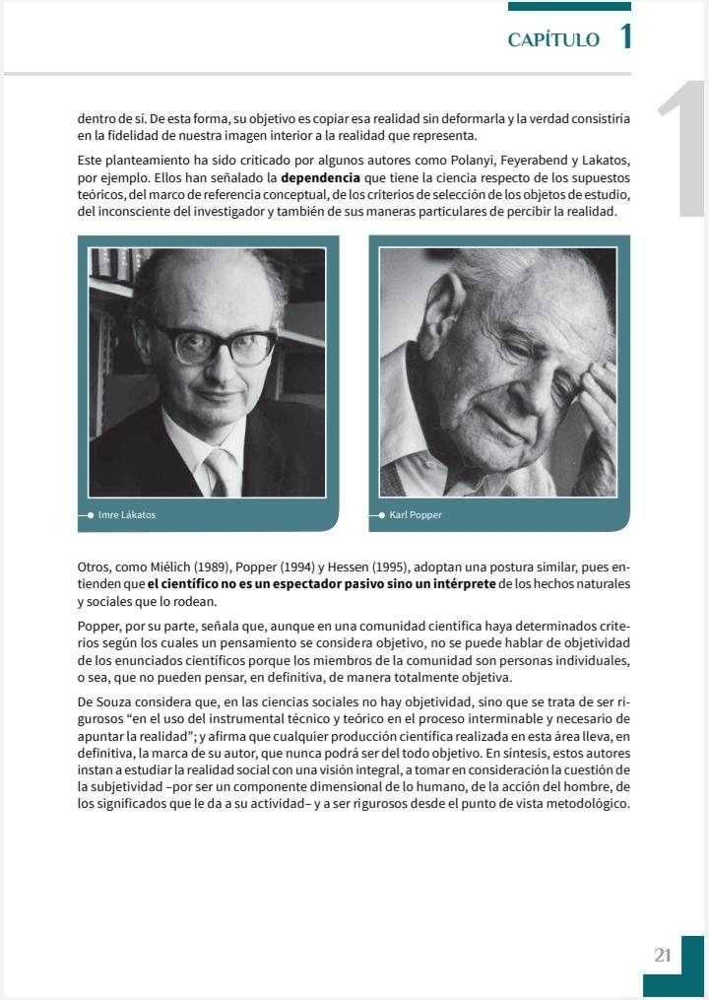 CAPÍTULO 1
1
dentro de sí. De esta forma, su objetivo es copiar esa realidad sin deformarla y la verdad consistiría
en la fidelidad de nuestra imagen interior a la realidad que representa.
Este planteamiento ha sido criticado por algunos autores como Polanyi, Feyerabend y Lakatos,
por ejemplo. Ellos han señalado la dependencia que tiene la ciencia respecto de los supuestos
teóricos, del marco de referencia conceptual, de los criterios de selección de los objetos de estudio,
del inconsciente del investigador y también de sus maneras particulares de percibir la realidad.
Imre Lákatos
Karl Popper
Otros, como Miélich (1989), Popper (1994) y Hessen (1995), adoptan una postura similar, pues en-
tienden que el científico no es un espectador pasivo sino un intérprete de los hechos naturales
y sociales que lo rodean.
Popper, por su parte, señala que, aunque en una comunidad científica haya determinados crite-
rios según los cuales un pensamiento se considera objetivo, no se puede hablar de objetividad
de los enunciados científicos porque los miembros de la comunidad son personas individuales,
o sea, que no pueden pensar, en definitiva, de manera totalmente objetiva.
De Souza considera que, en las ciencias sociales no hay objetividad, sino que se trata de ser ri-
gurosos “en el uso del instrumental técnico y teórico en el proceso interminable y necesario de
apuntar la realidad”; y afirma que cualquier producción científica realizada en esta área lleva, en
definitiva, la marca de su autor, que nunca podrá ser del todo objetivo. En síntesis, estos autores
instan a estudiar la realidad social con una visión integral, a tomar en consideración la cuestión de
la subjetividad –por ser un componente dimensional de lo humano, de la acción del hombre, de
los significados que le da a su actividad– y a ser rigurosos desde el punto de vista metodológico.
21